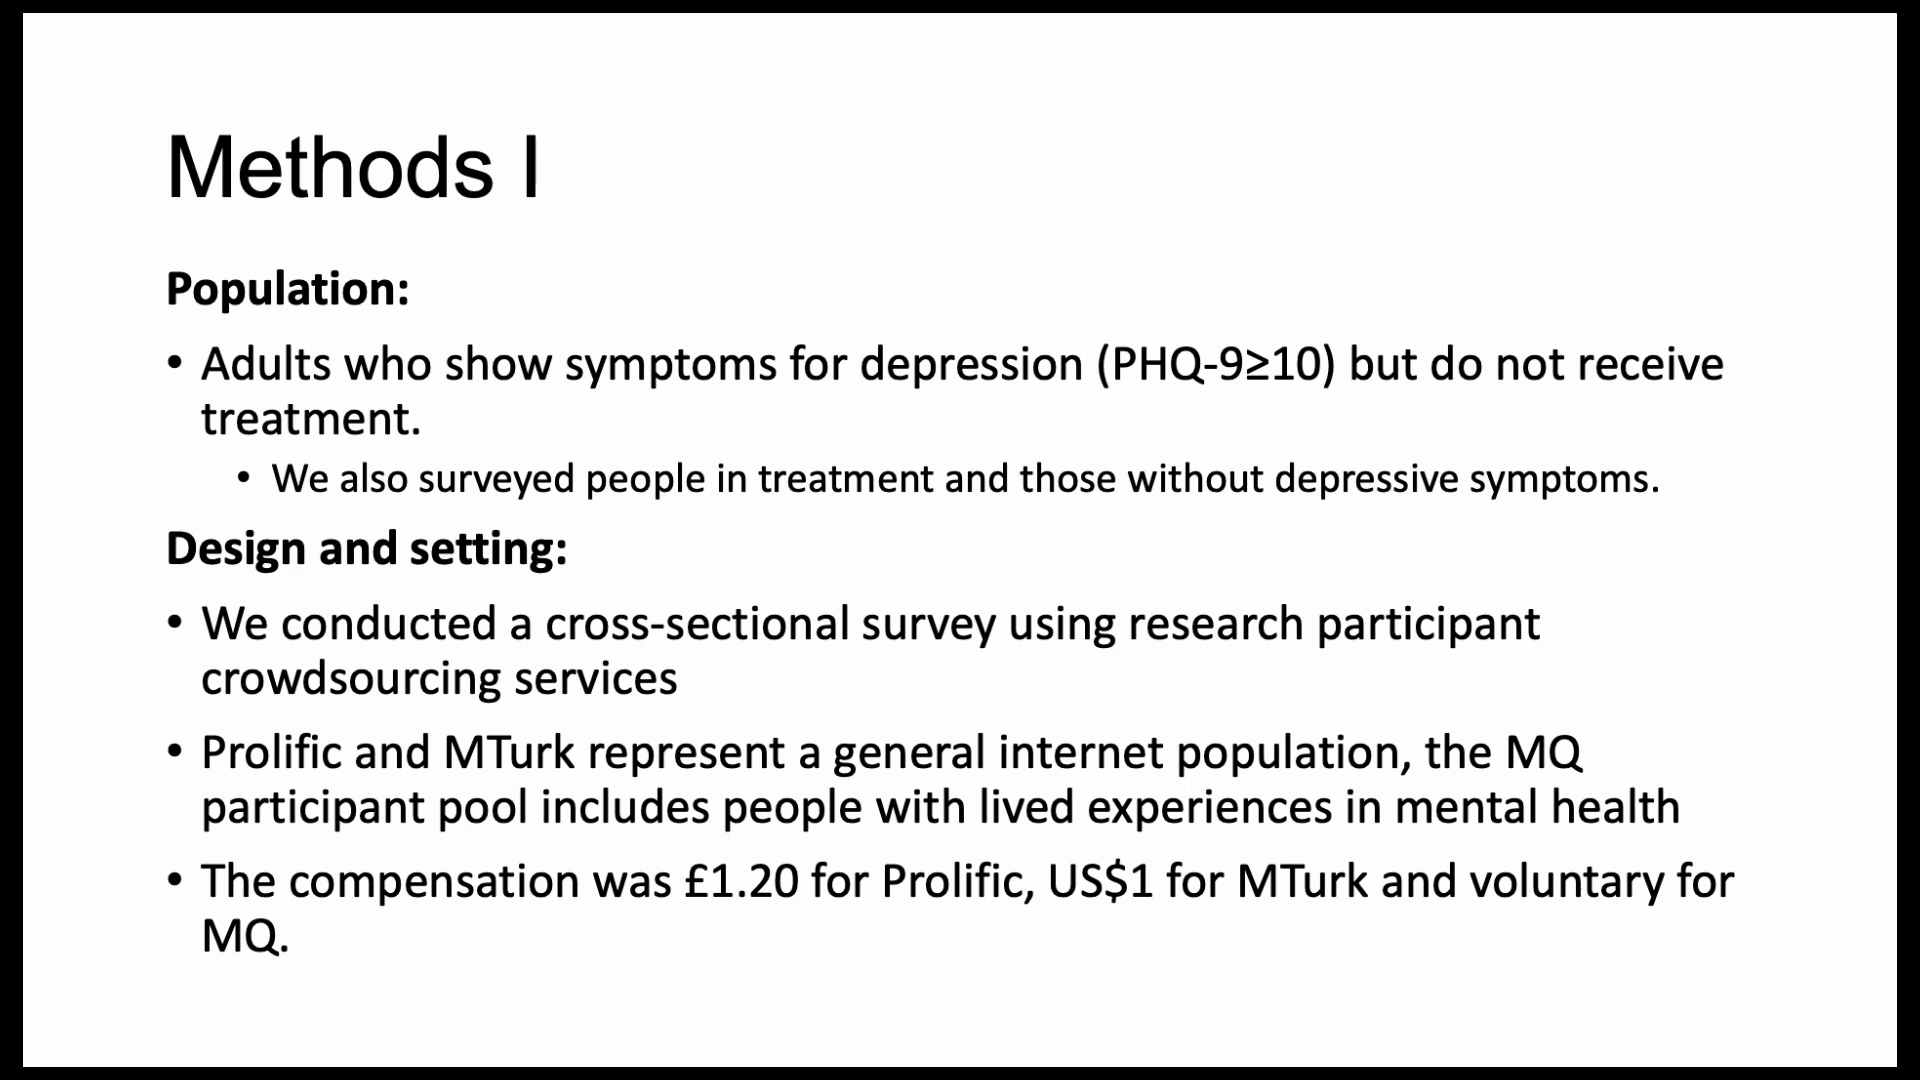 Methods I
Population:
• Adults who show symptoms for depression (PHQ-9≥10) but do not receive
treatment.
• We also surveyed people in treatment and those without depressive symptoms.
Design and setting:
• We conducted a cross-sectional survey using research participant
crowdsourcing services
• Prolific and MTurk represent a general internet population, the MQ
participant pool includes people with lived experiences in mental health
• The compensation was £1.20 for Prolific, US$1 for MTurk and voluntary for
MQ.